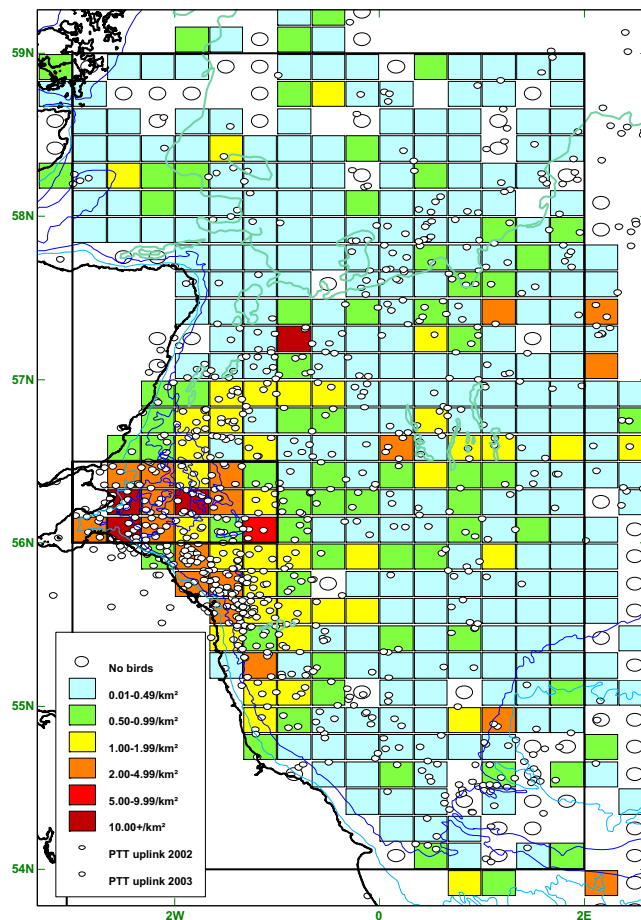 59N
58N
57N
56N
55N
54N
No birds
0.01-0.49/km²
0.50-0.99/km²
1.00-1.99/km²
2.00-4.99/km²
5.00-9.99/km²
10.00+/km²
PTT uplink 2002
PTT uplink 2003
2W
0
2E